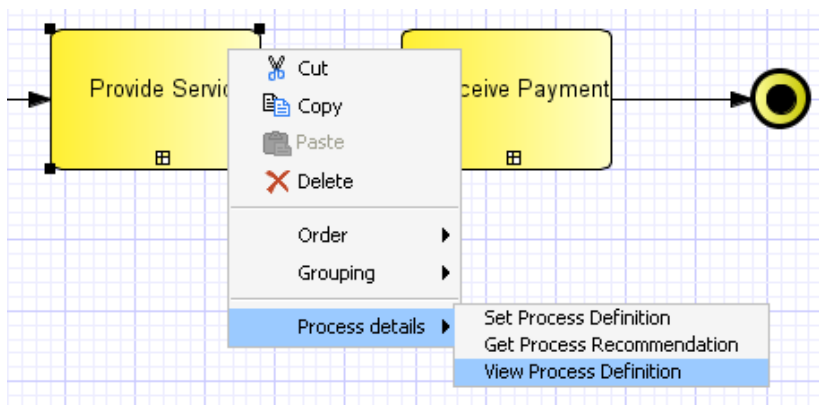 Provide Servic
ceive Payment
Cut
Copy
Paste
Delete
Order
Grouping
Process details
Set Process Definition
Get Process Recommendation
View Process Definition